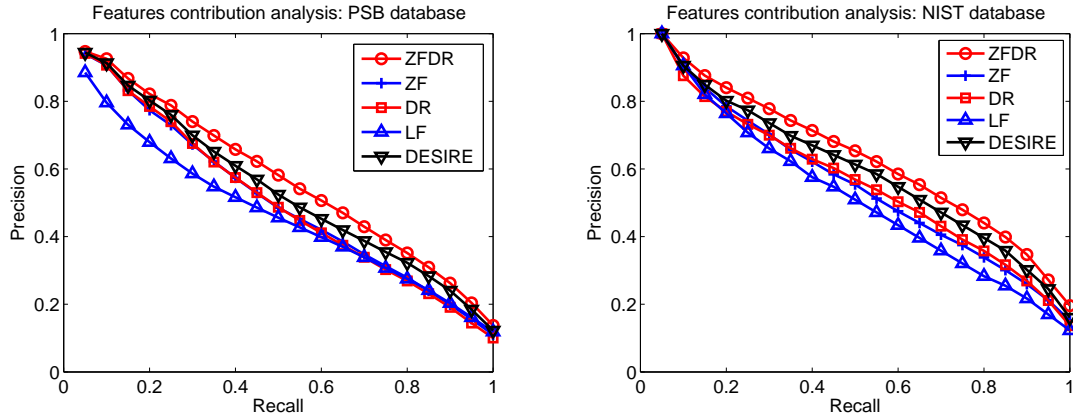 Features contribution analysis: PSB database
1
0.8
0.6
0.4
0.2
0
Precision
0
0.2
0.4
0.6
0.8
1
Recall
ZFDR
ZF
DR
LF
DESIRE
Features contribution analysis: NIST database
1
0.8
0.6
0.4
0.2
0
Precision
0
0.2
0.4
0.6
0.8
1
Recall
ZFDR
ZF
DR
LF
DESIRE